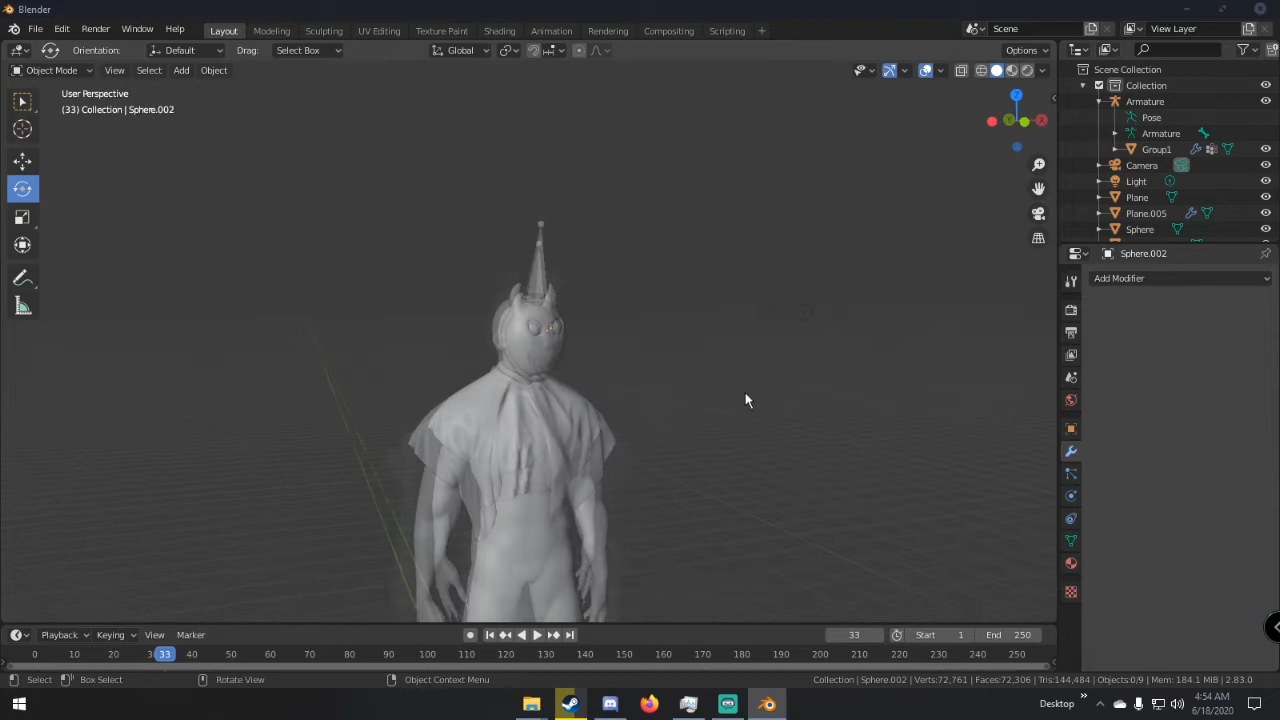 Blender
File Edit Render Window Help Layout Modeling Sculpting UV Editing Texture Paint Shading Animation Rendering Compositing Scripting + Scene View Layer
Orientation: Default Drag: Select Box Global Options
Object Mode View Select Add Object
User Perspective
(33) Collection | Sphere.002
Z
Y X
Scene Collection
Collection
Armature
Pose
Armature
Group1
Camera
Light
Plane
Plane.005
Sphere
Sphere.002
Add Modifier
Playback Keying View Marker 33 Start 1 End 250
0 10 20 30 33 40 50 60 70 80 90 100 110 120 130 140 150 160 170 180 190 200 210 220 230 240 250
Select Box Select Rotate View Object Context Menu Collection | Sphere.002 | Verts:72,761 | Faces:72,306 | Tris:144,484 | Objects:0/9 | Mem: 184.1 MiB | 2.83.0
Desktop
4:54 AM
6/18/2020